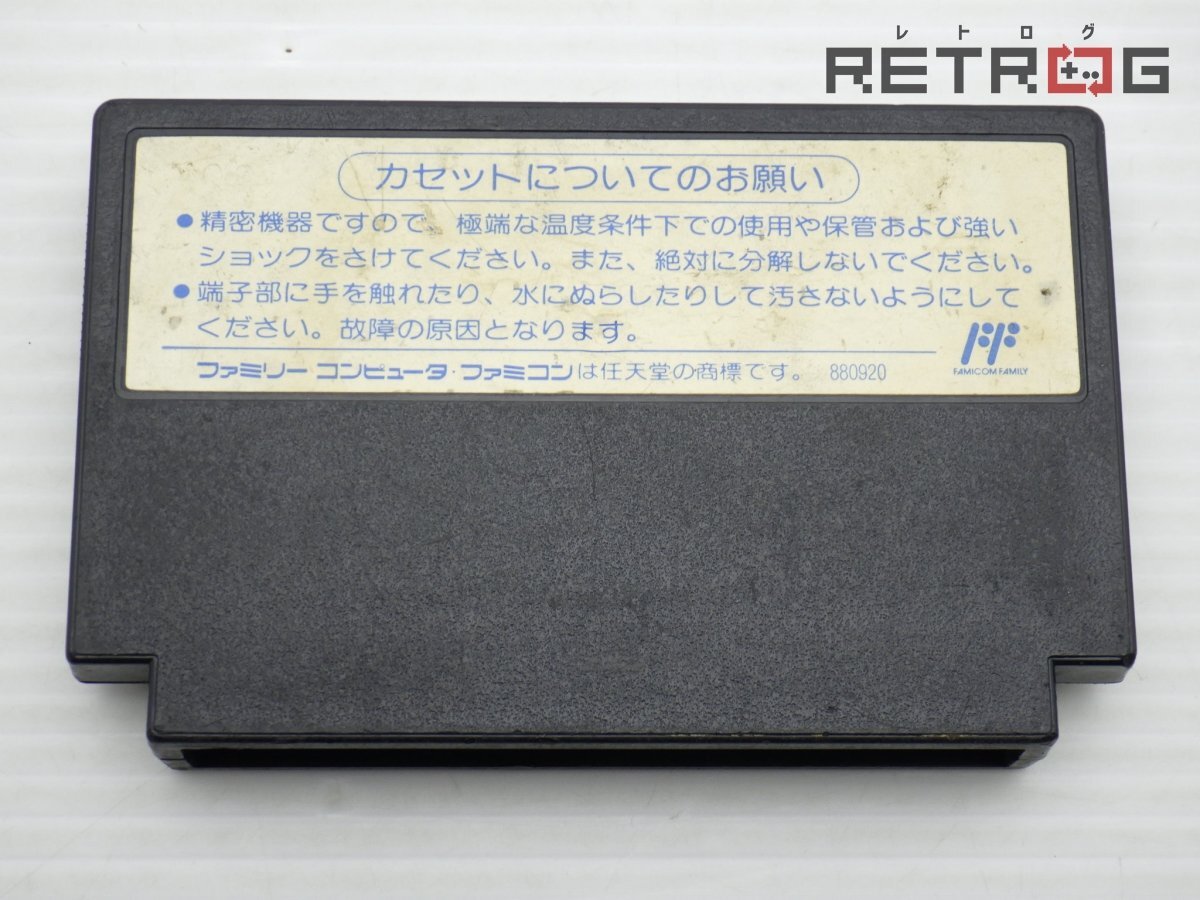 レトログ
RETROG
カセットについてのお願い
●精密機器ですので、極端な温度条件下での使用や保管および強い
ショックをさけてください。また、絶対に分解しないでください。
●端子部に手を触れたり、水にぬらしたりして汚さないようにして
ください。故障の原因となります。
ファミリーコンピュータ・ファミコンは任天堂の商標です。 880920
FF
FAMICOM FAMILY